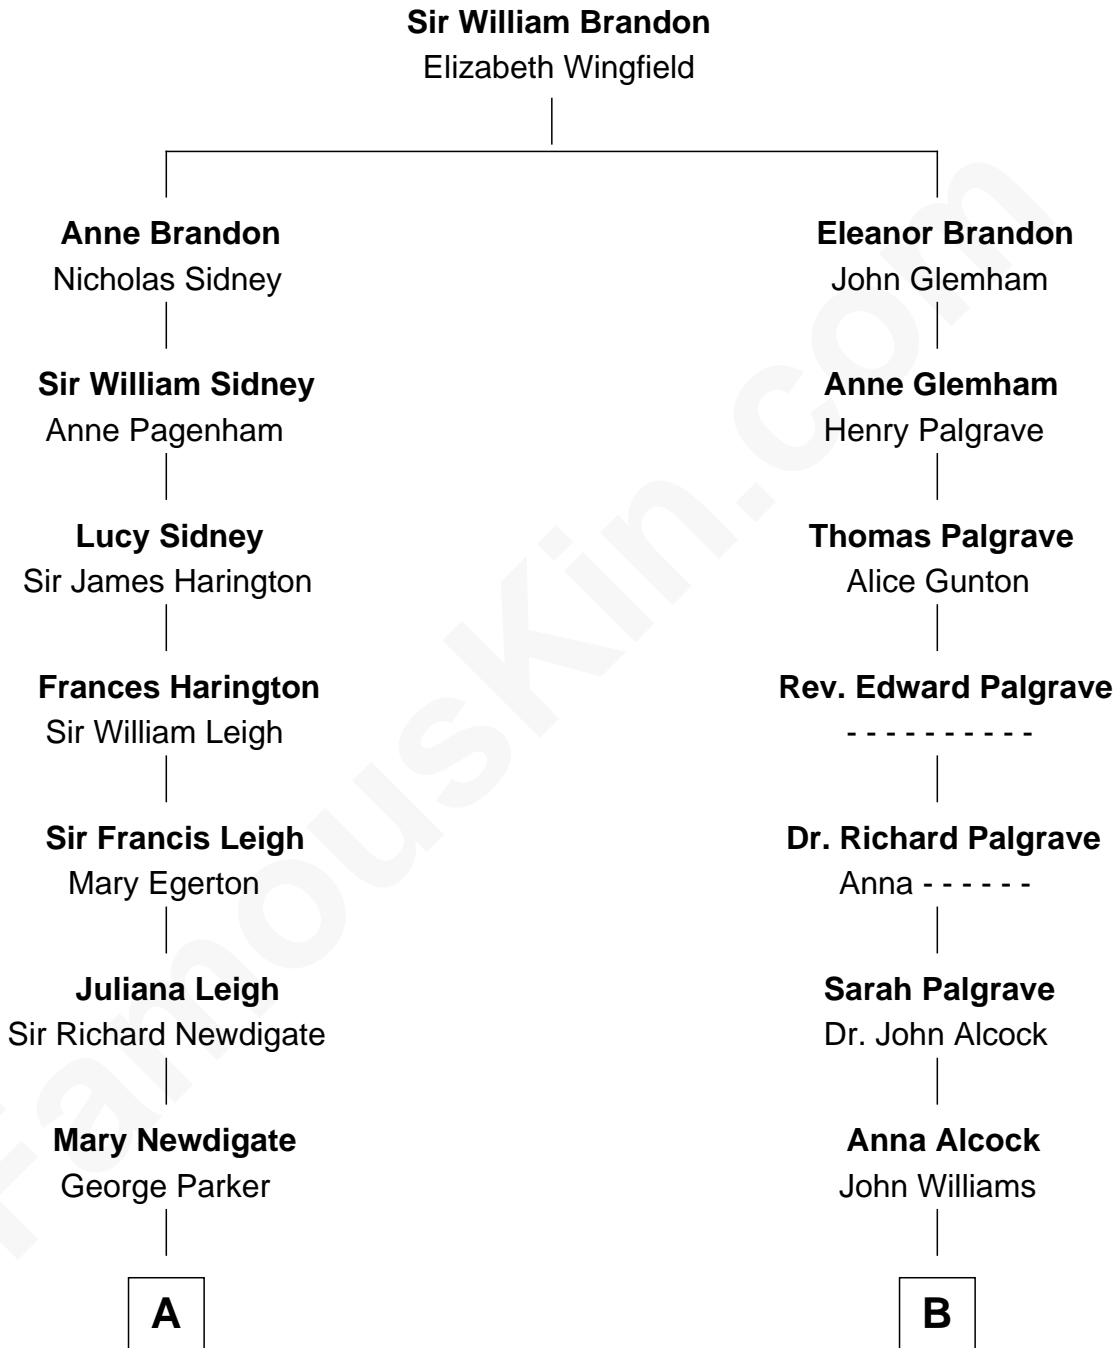 Sir William Brandon
Elizabeth Wingfield
Anne Brandon
Nicholas Sidney
Eleanor Brandon
John Glemham
Sir William Sidney
Anne Pagenham
Anne Glemham
Henry Palgrave
Lucy Sidney
Sir James Harington
Thomas Palgrave
Alice Gunton
Frances Harington
Sir William Leigh
Rev. Edward Palgrave
- - - - - - - - - -
Sir Francis Leigh
Mary Egerton
Dr. Richard Palgrave
Anna - - - - - -
Juliana Leigh
Sir Richard Newdigate
Sarah Palgrave
Dr. John Alcock
Mary Newdigate
George Parker
Anna Alcock
John Williams
A
B
FamousKin.com